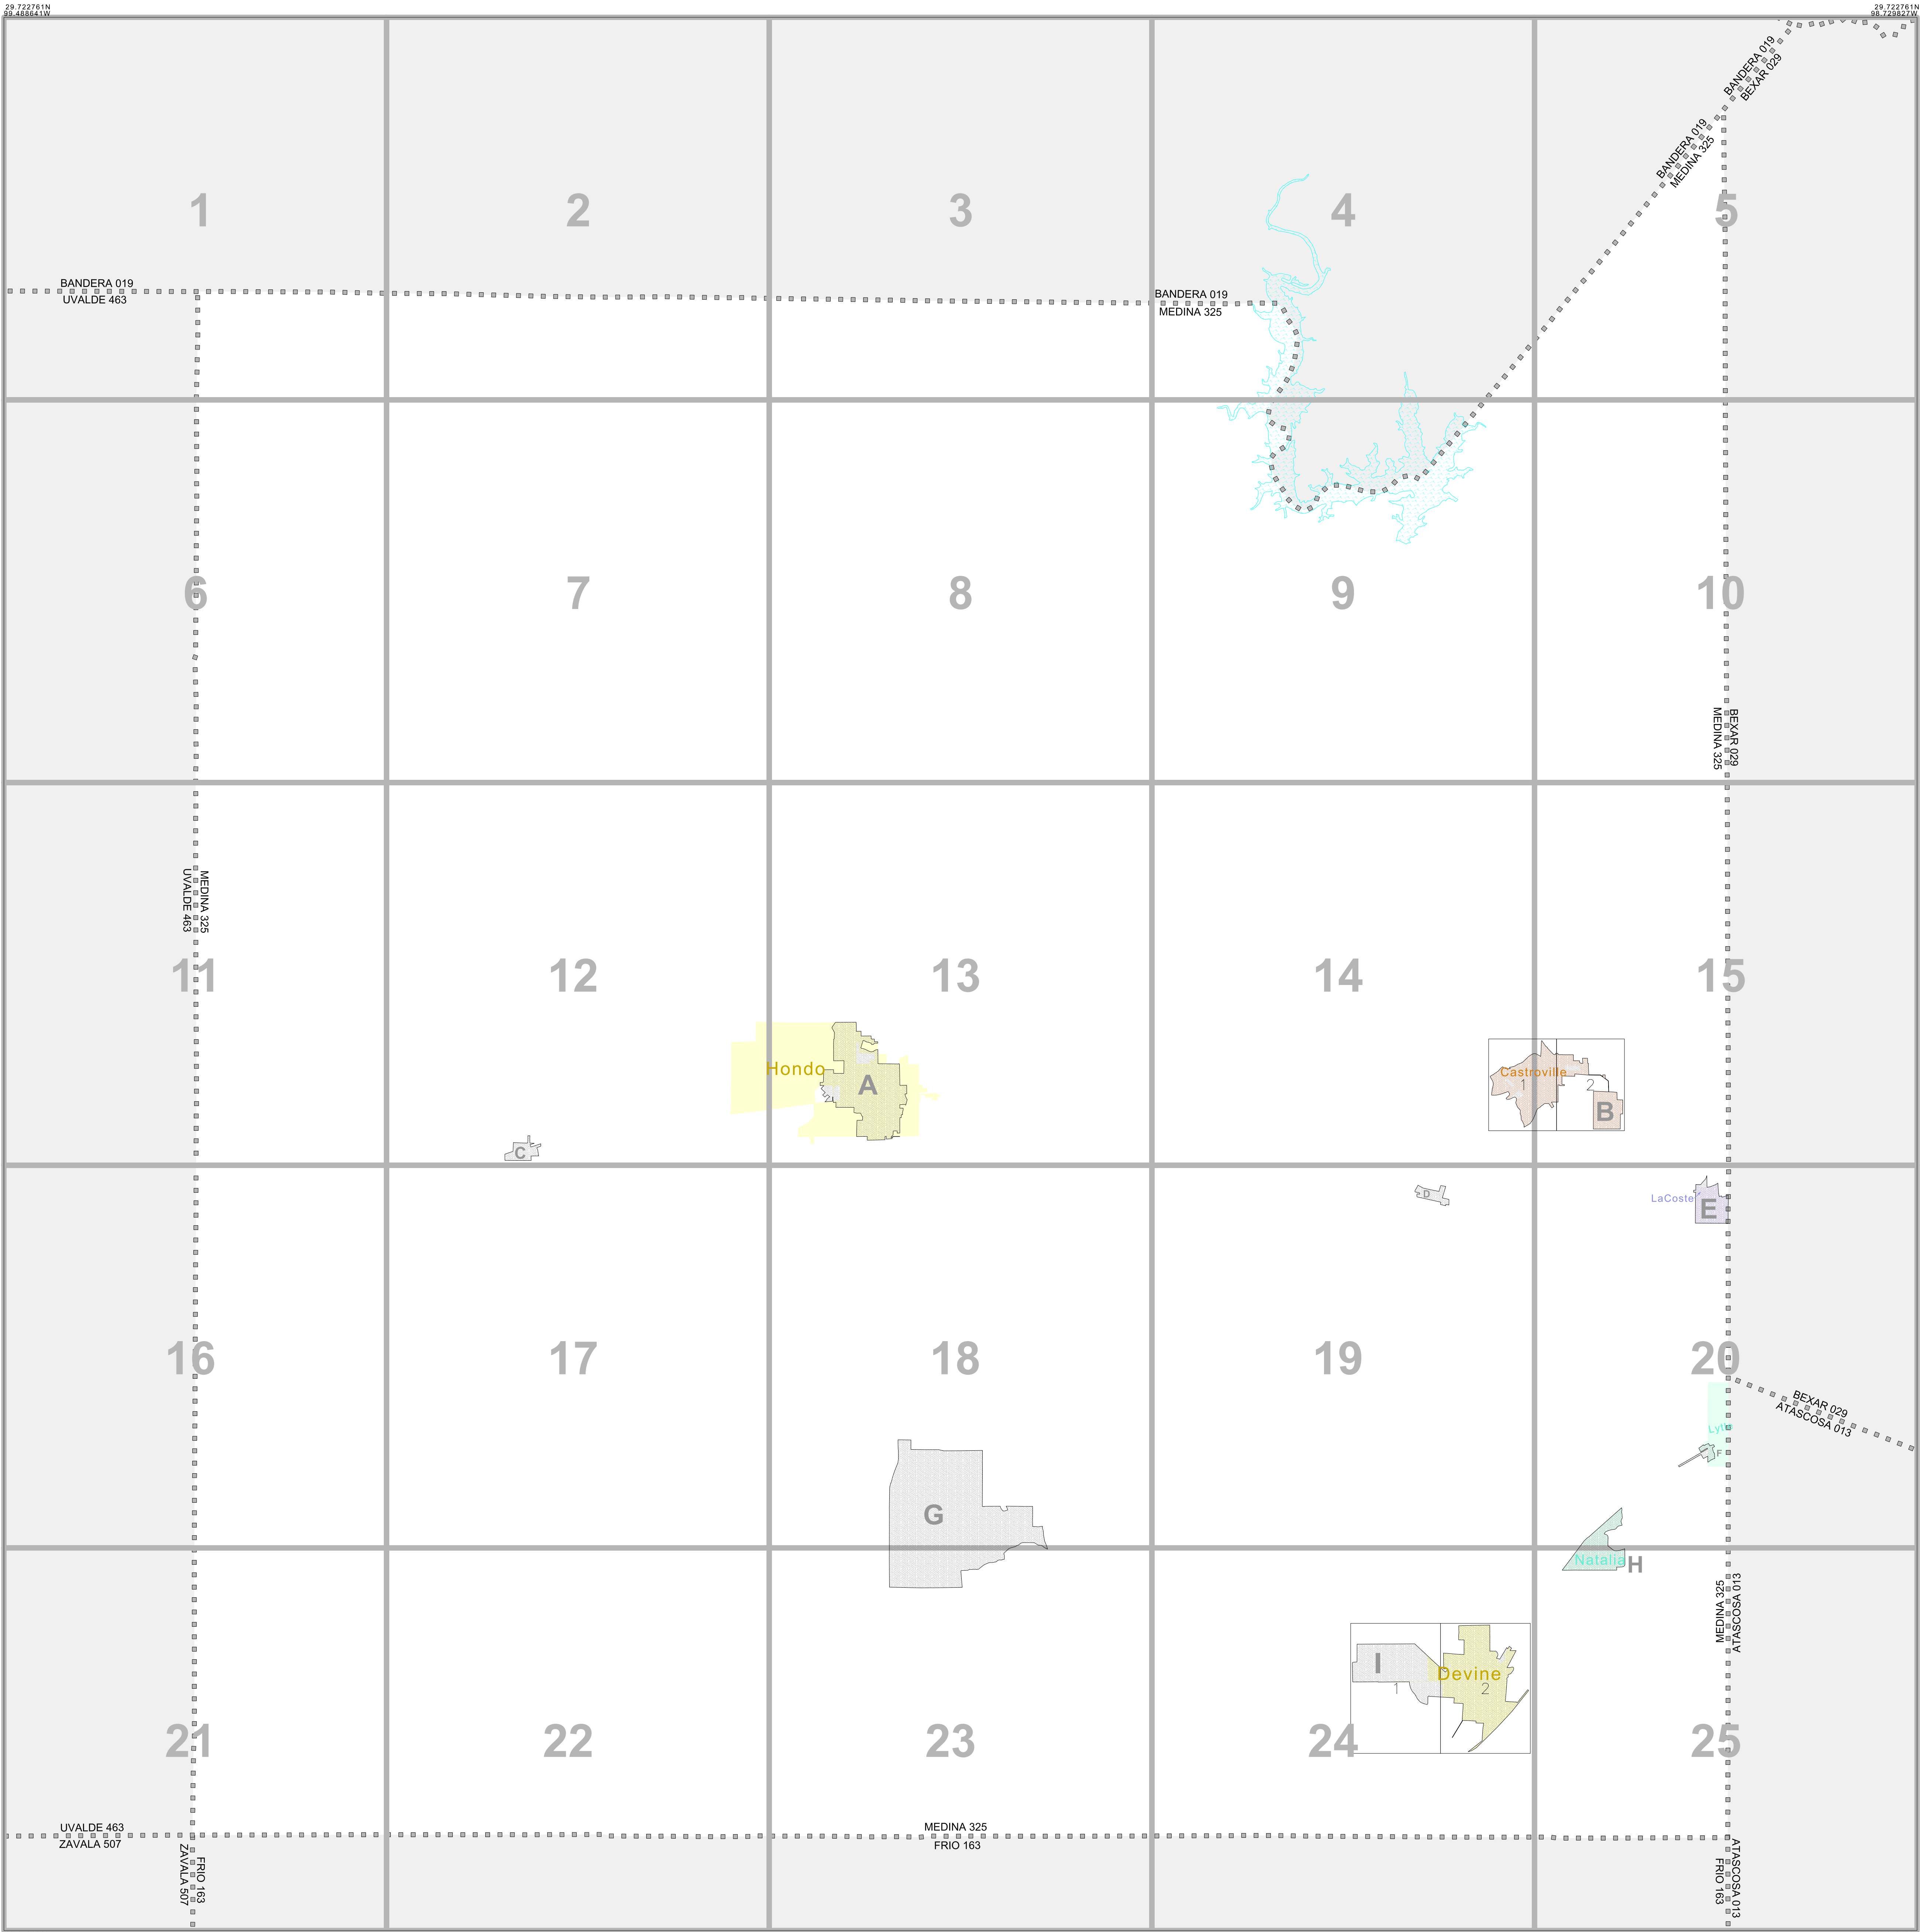 29.722761N
99.488641W
29.722761N
98.729827W
BANDERA 019
BEXAR 029
BANDERA 019
MEDINA 325
1
2
3
4
5
BANDERA 019
UVALDE 463
BANDERA 019
MEDINA 325
6
7
8
9
10
BEXAR 029
MEDINA 325
MEDINA 325
UVALDE 463
11
12
13
14
15
Hondo
A
2
Castroville
1
2
B
C
D
LaCoste
E
16
17
18
19
20
BEXAR 029
ATASCOSA 013
F
G
Natalia
H
MEDINA 325
ATASCOSA 013
I
Devine
1
2
21
22
23
24
25
UVALDE 463
ZAVALA 507
MEDINA 325
FRIO 163
FRIO 163
ZAVALA 507
ATASCOSA 013
FRIO 163